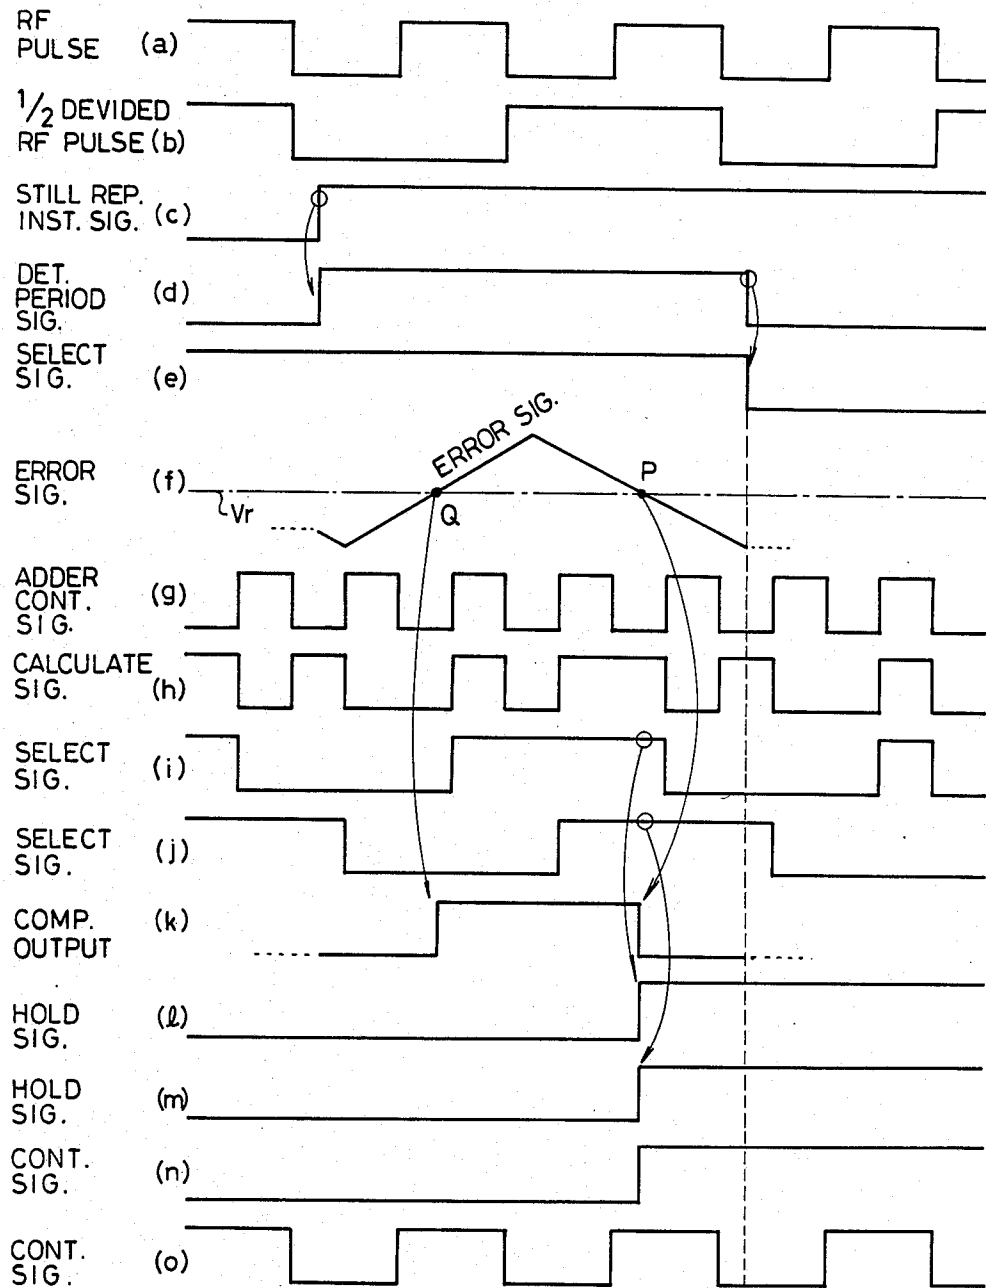 RF
PULSE (a)
1/2 DEVIDED
RF PULSE (b)
STILL REP.
INST. SIG. (c)
DET.
PERIOD (d)
SIG.
SELECT
SIG. (e)
ERROR SIG.
ERROR (f)
SIG.
P
Q
Vr
ADDER
CONT. (g)
SIG.
CALCULATE
SIG. (h)
SELECT
SIG. (i)
SELECT
SIG. (j)
COMP. (k)
OUTPUT
HOLD (l)
SIG.
HOLD
SIG. (m)
CONT.
SIG. (n)
CONT.
SIG. (o)